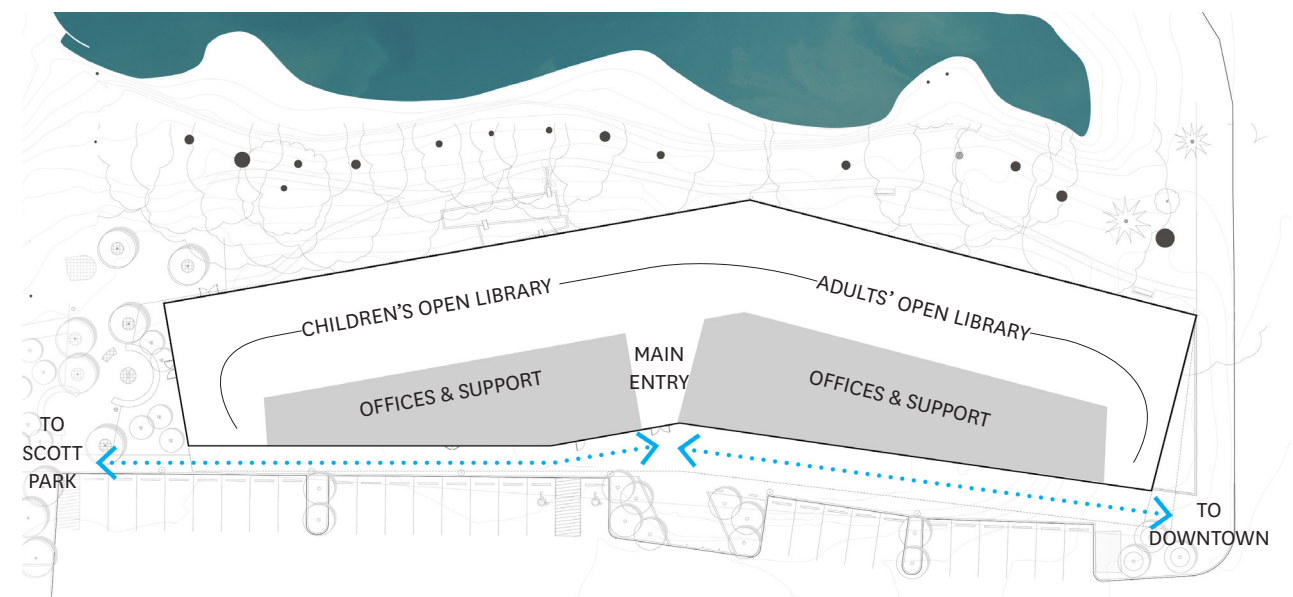 CHILDREN'S OPEN LIBRARY
ADULTS' OPEN LIBRARY
MAIN
ENTRY
OFFICES & SUPPORT
OFFICES & SUPPORT
TO
SCOTT
PARK
TO
DOWNTOWN